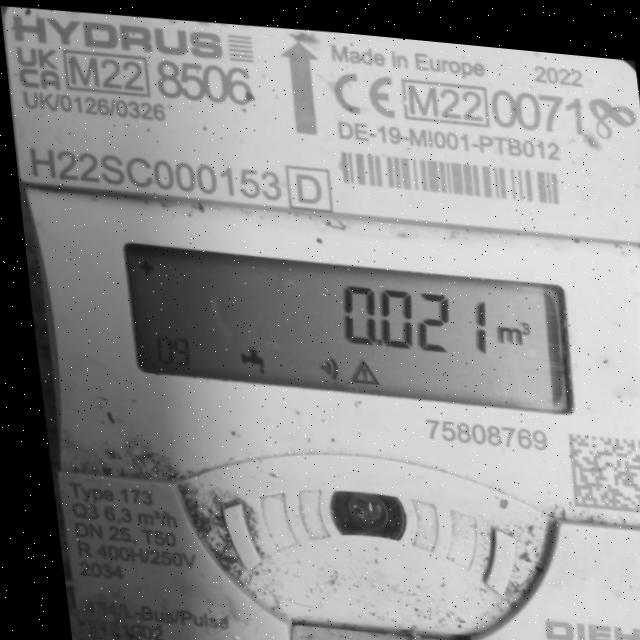 HYDRUS
Made in Europe 2022
UK CA M22 8506
CE M22 0071
UK/0126/0326
DE-19-MI001-PTB012
H22SC000153 D
0.021 m³
09
75808769
Type 173
Q3 6,3 m³/h
DN 25, T50
R 400H/250V
2034